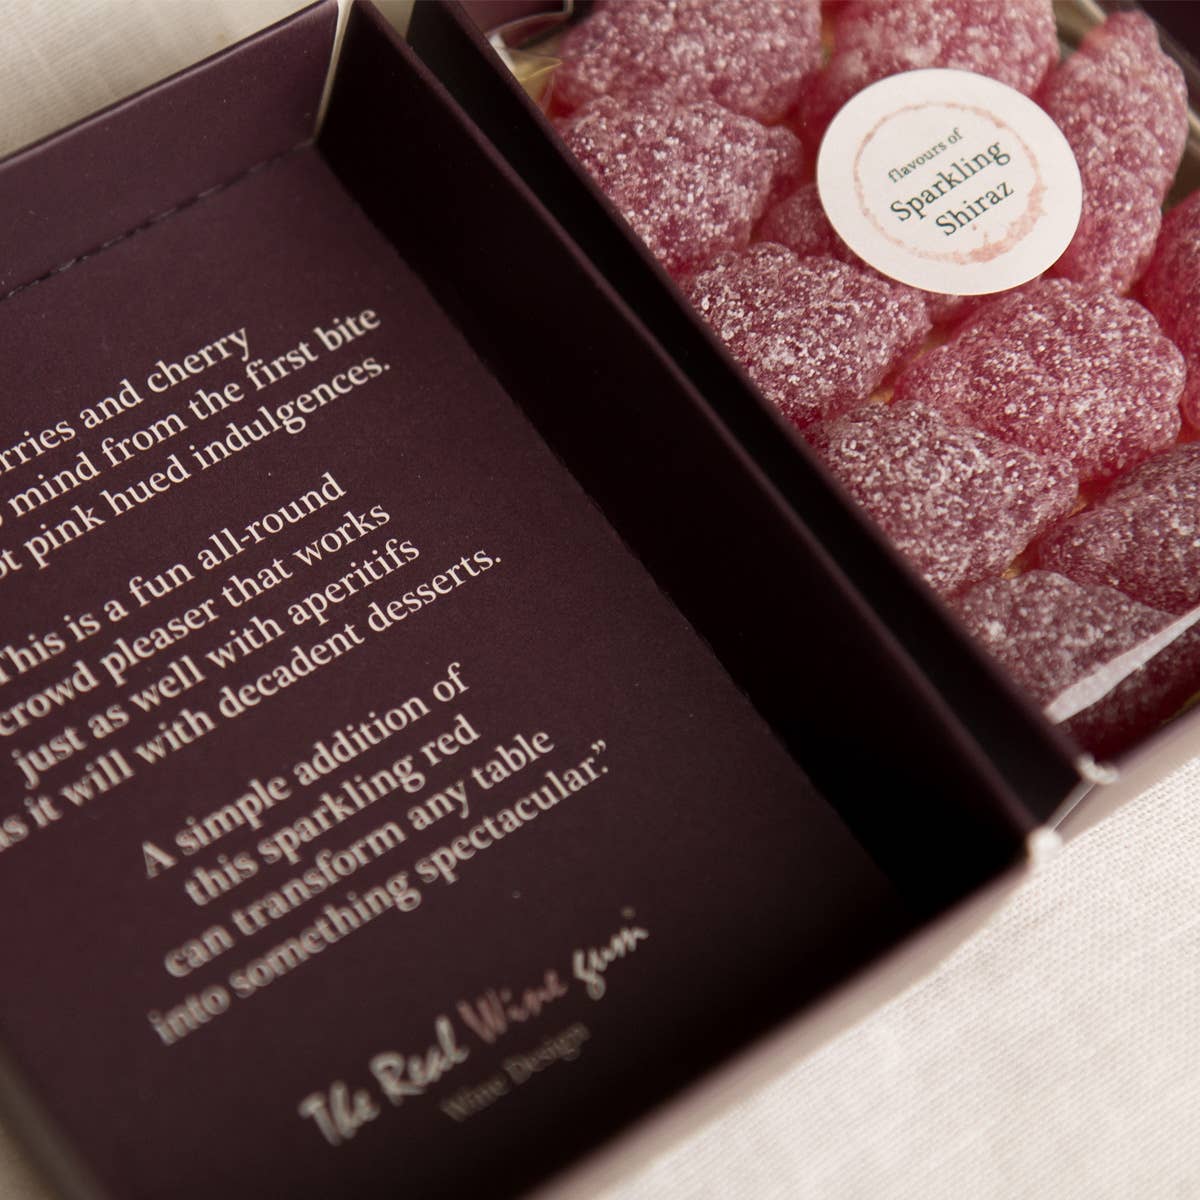 and cherry
mind from the first bite
pink hued indulgences.
This is a fun all-round
crowd pleaser that works
just as well with aperitifs
as it will with decadent desserts.
A simple addition of
this sparkling red
can transform any table
into something spectacular.”
The Real Wine gum
Wine Design
flavours of
Sparkling
Shiraz